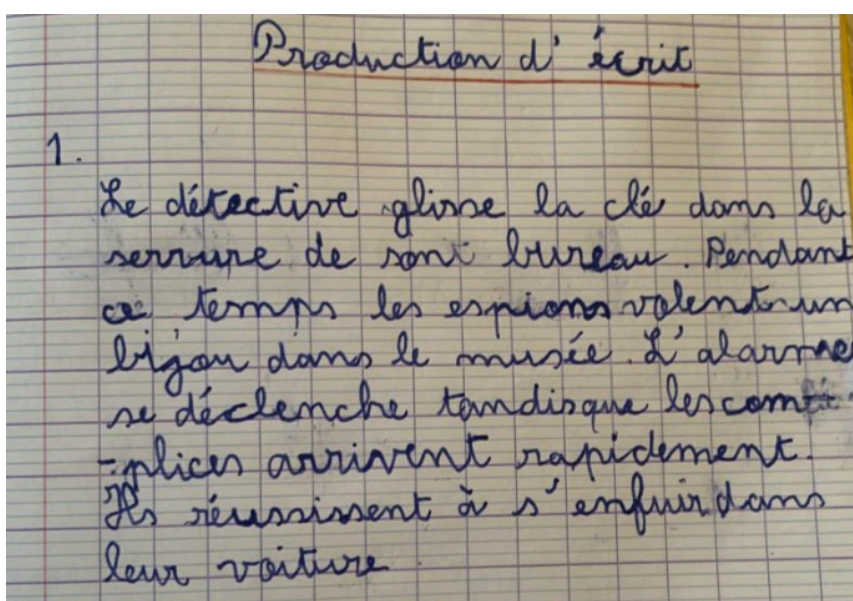 Production d'écrit
1.
Le détective glisse la clé dans la
serrure de sont bureau. Pendant
ce temps les espions volent un
bijou dans le musée. L'alarme
se déclenche tandisque les com
-plices arrivent rapidement.
Ils réussissent à s'enfuir dans
leur voiture.